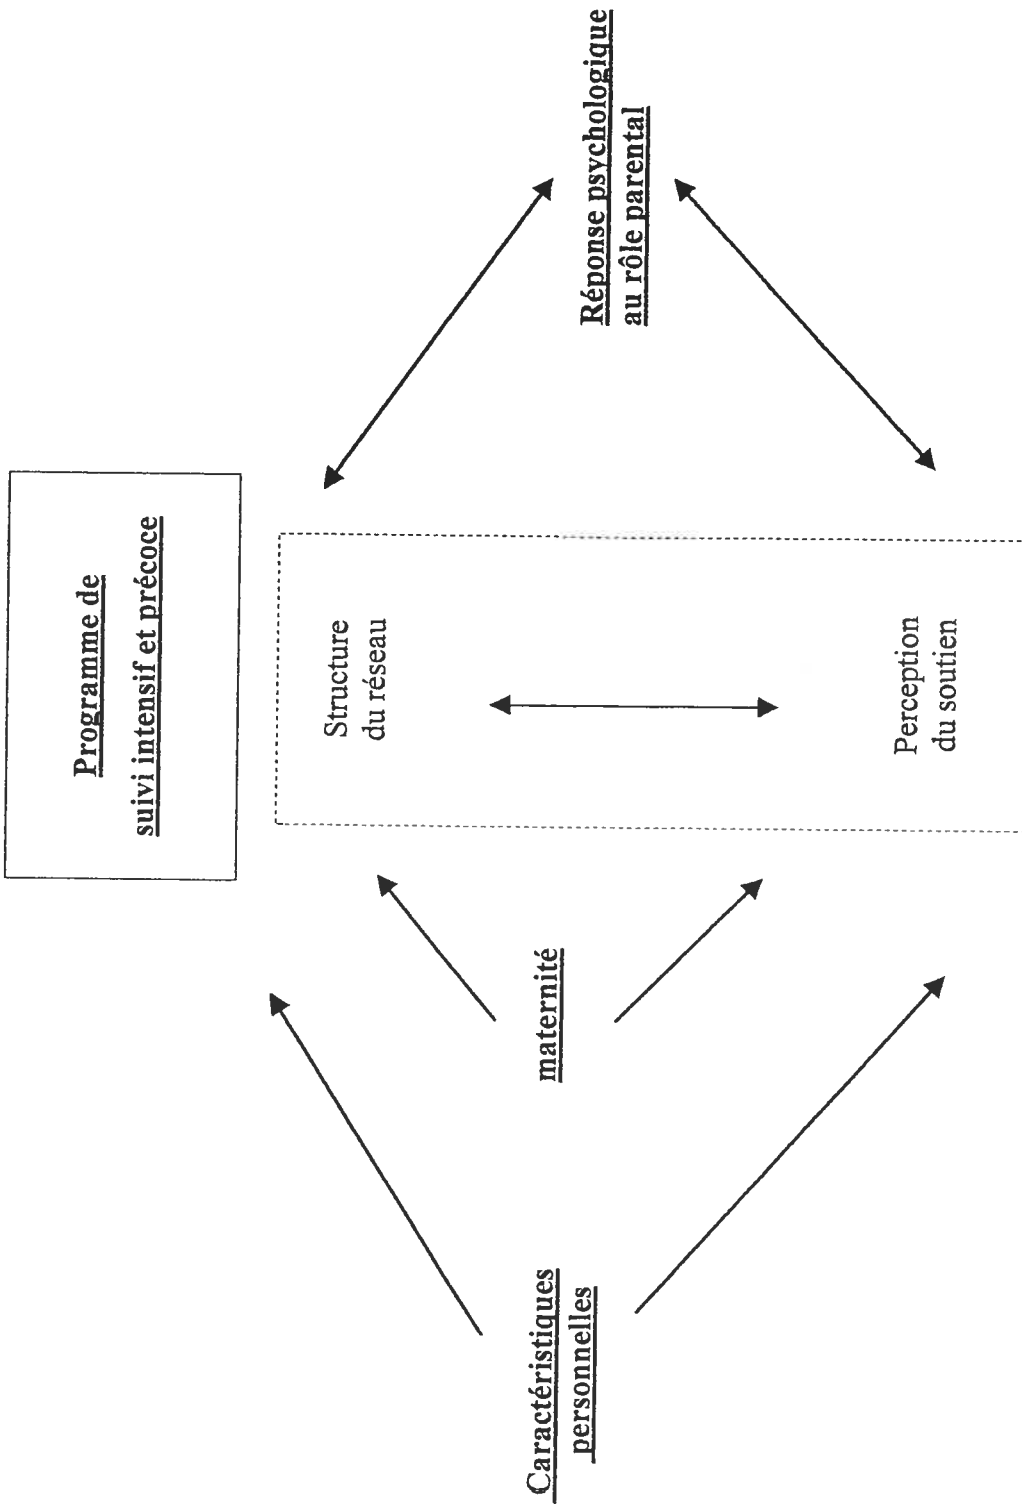 Programme de
suivi intensif et précoce
Structure
du réseau
Caractéristiques
personnelles
maternité
Réponse psychologique
au rôle parental
Perception
du soutien